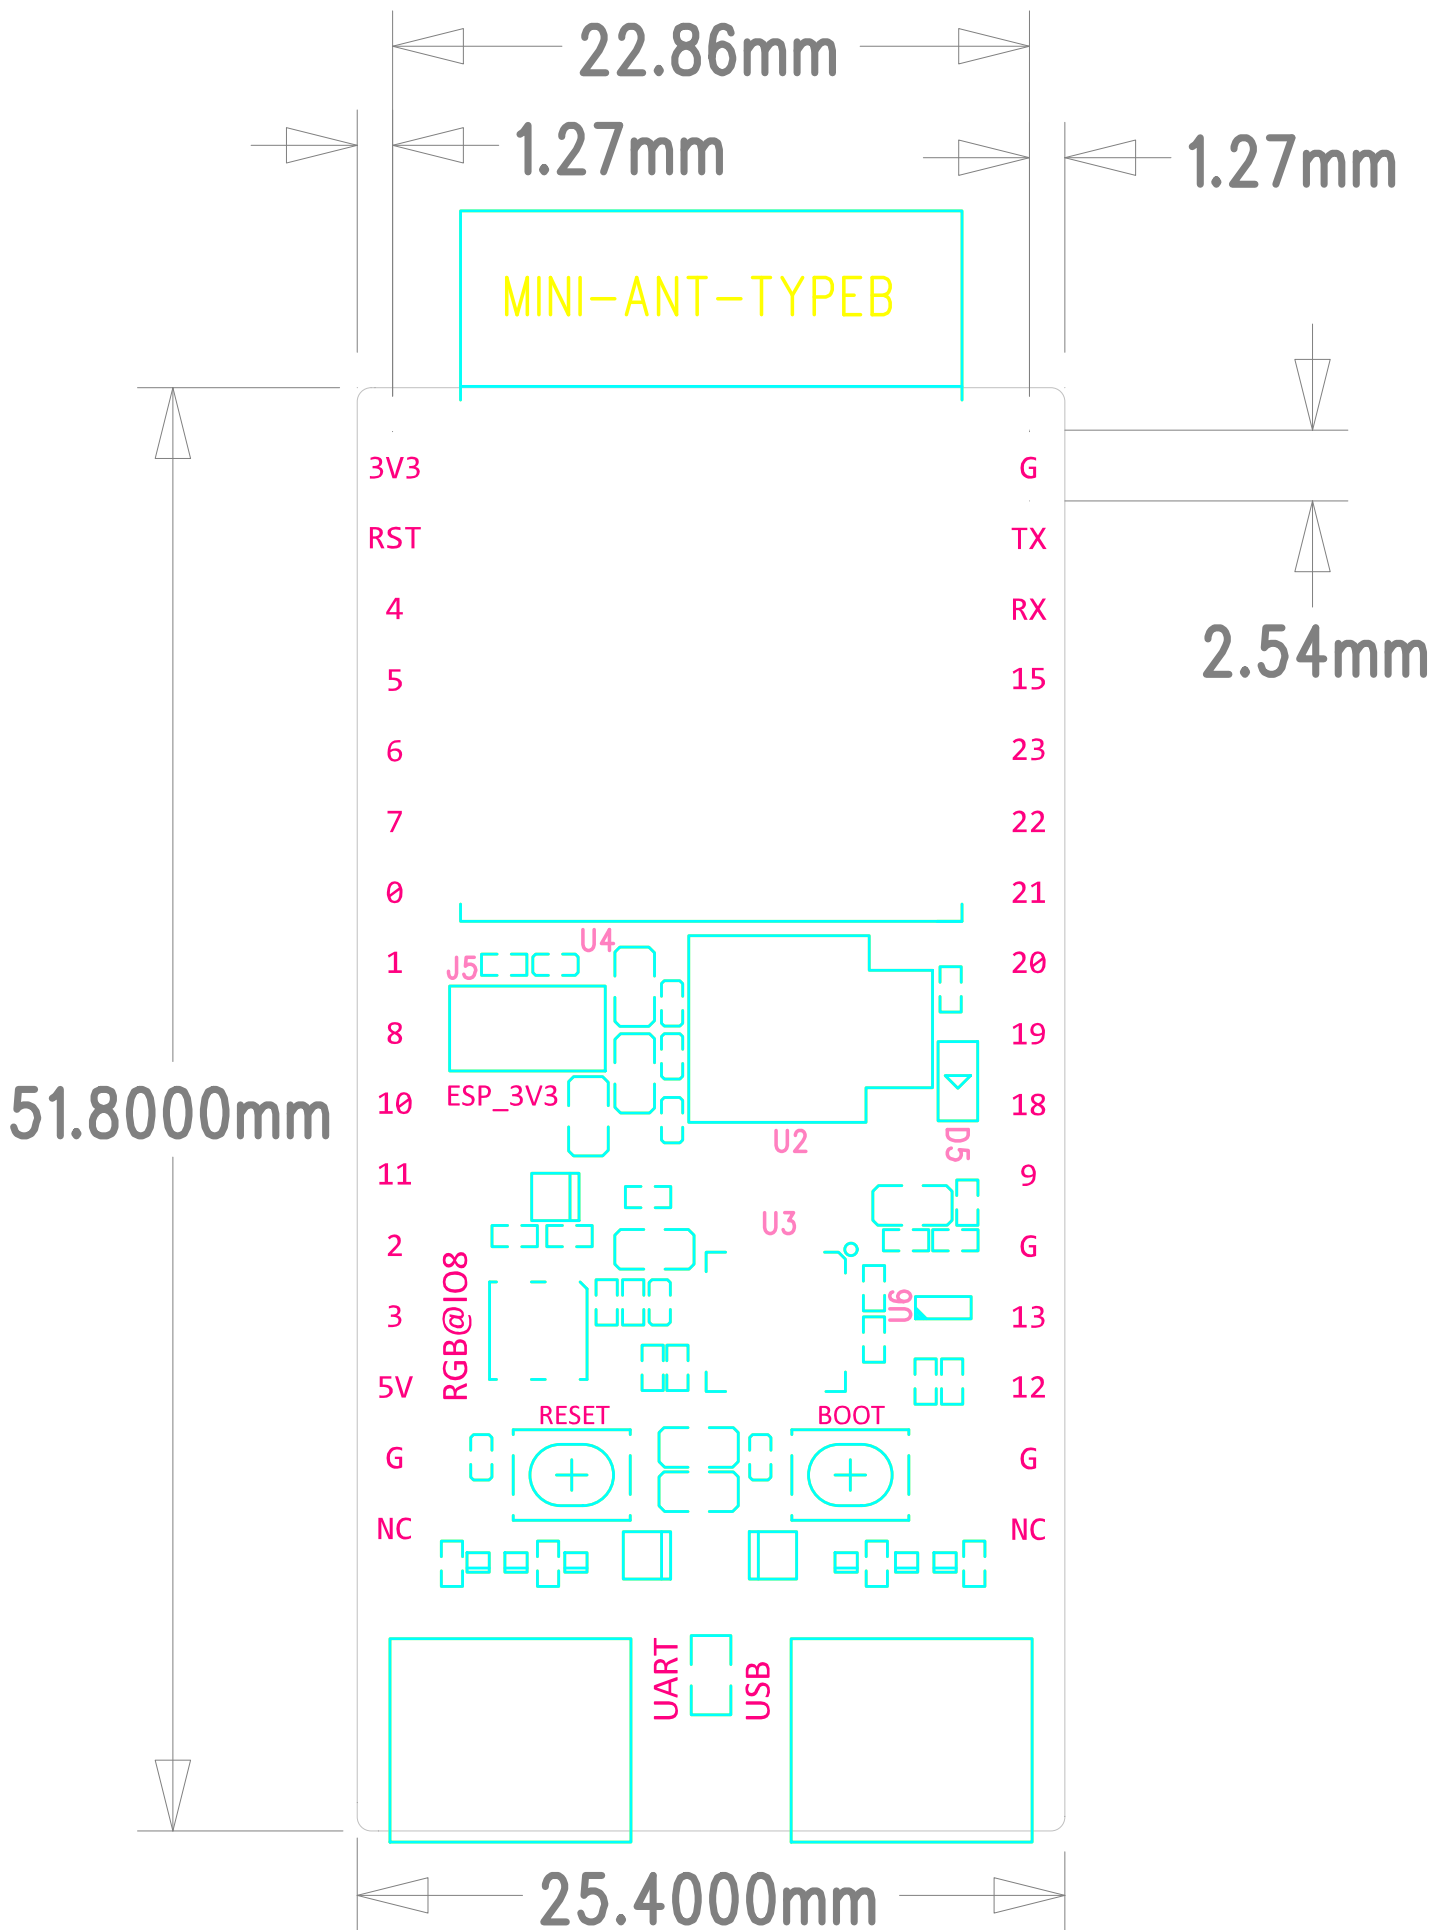 22.86mm
1.27mm
1.27mm
MINI-ANT-TYPEB
3V3
G
RST
TX
4
RX
2.54mm
5
15
6
23
7
22
0
21
U4
1
J5
20
8
19
ESP_3V3
10
18
51.8000mm
U2
D5
11
9
U3
2
G
RGB@IO8
U6
3
13
5V
12
RESET
BOOT
G
G
NC
NC
UART
USB
25.4000mm